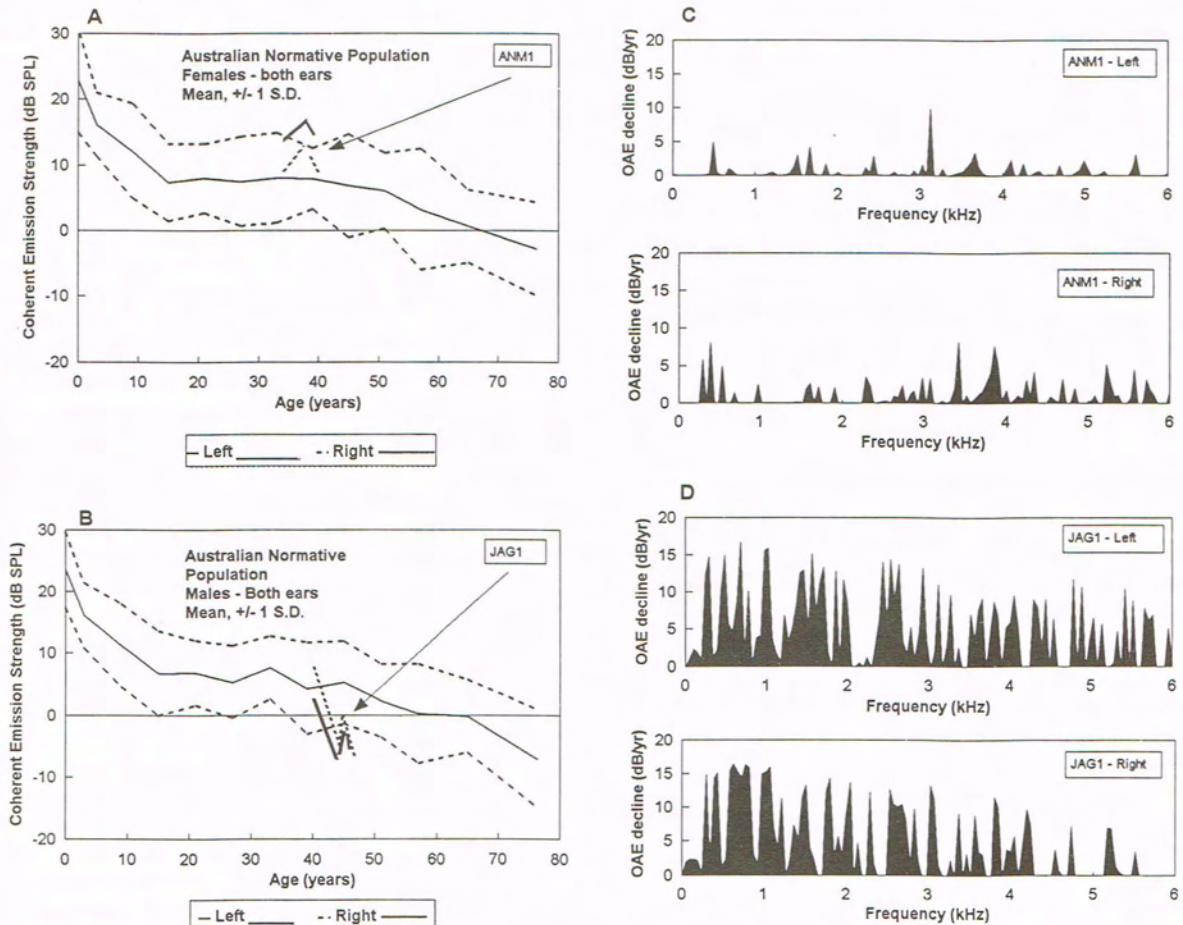 A
Australian Normative Population
Females - both ears
Mean, +/- 1 S.D.
ANM1
Coherent Emission Strength (dB SPL)
30
20
10
0
-10
-20
0 10 20 30 40 50 60 70 80
Age (years)
Left Right
B
Australian Normative
Population
Males - Both ears
Mean, +/- 1 S.D.
JAG1
Coherent Emission Strength (dB SPL)
30
20
10
0
-10
-20
0 10 20 30 40 50 60 70 80
Age (years)
Left Right
C
ANM1 - Left
OAE decline (dB/yr)
20
15
10
5
0
0 1 2 3 4 5 6
Frequency (kHz)
ANM1 - Right
OAE decline (dB/yr)
20
15
10
5
0
0 1 2 3 4 5 6
Frequency (kHz)
D
JAG1 - Left
OAE decline (dB/yr)
20
15
10
5
0
0 1 2 3 4 5 6
Frequency (kHz)
JAG1 - Right
OAE decline (dB/yr)
20
15
10
5
0
0 1 2 3 4 5 6
Frequency (kHz)